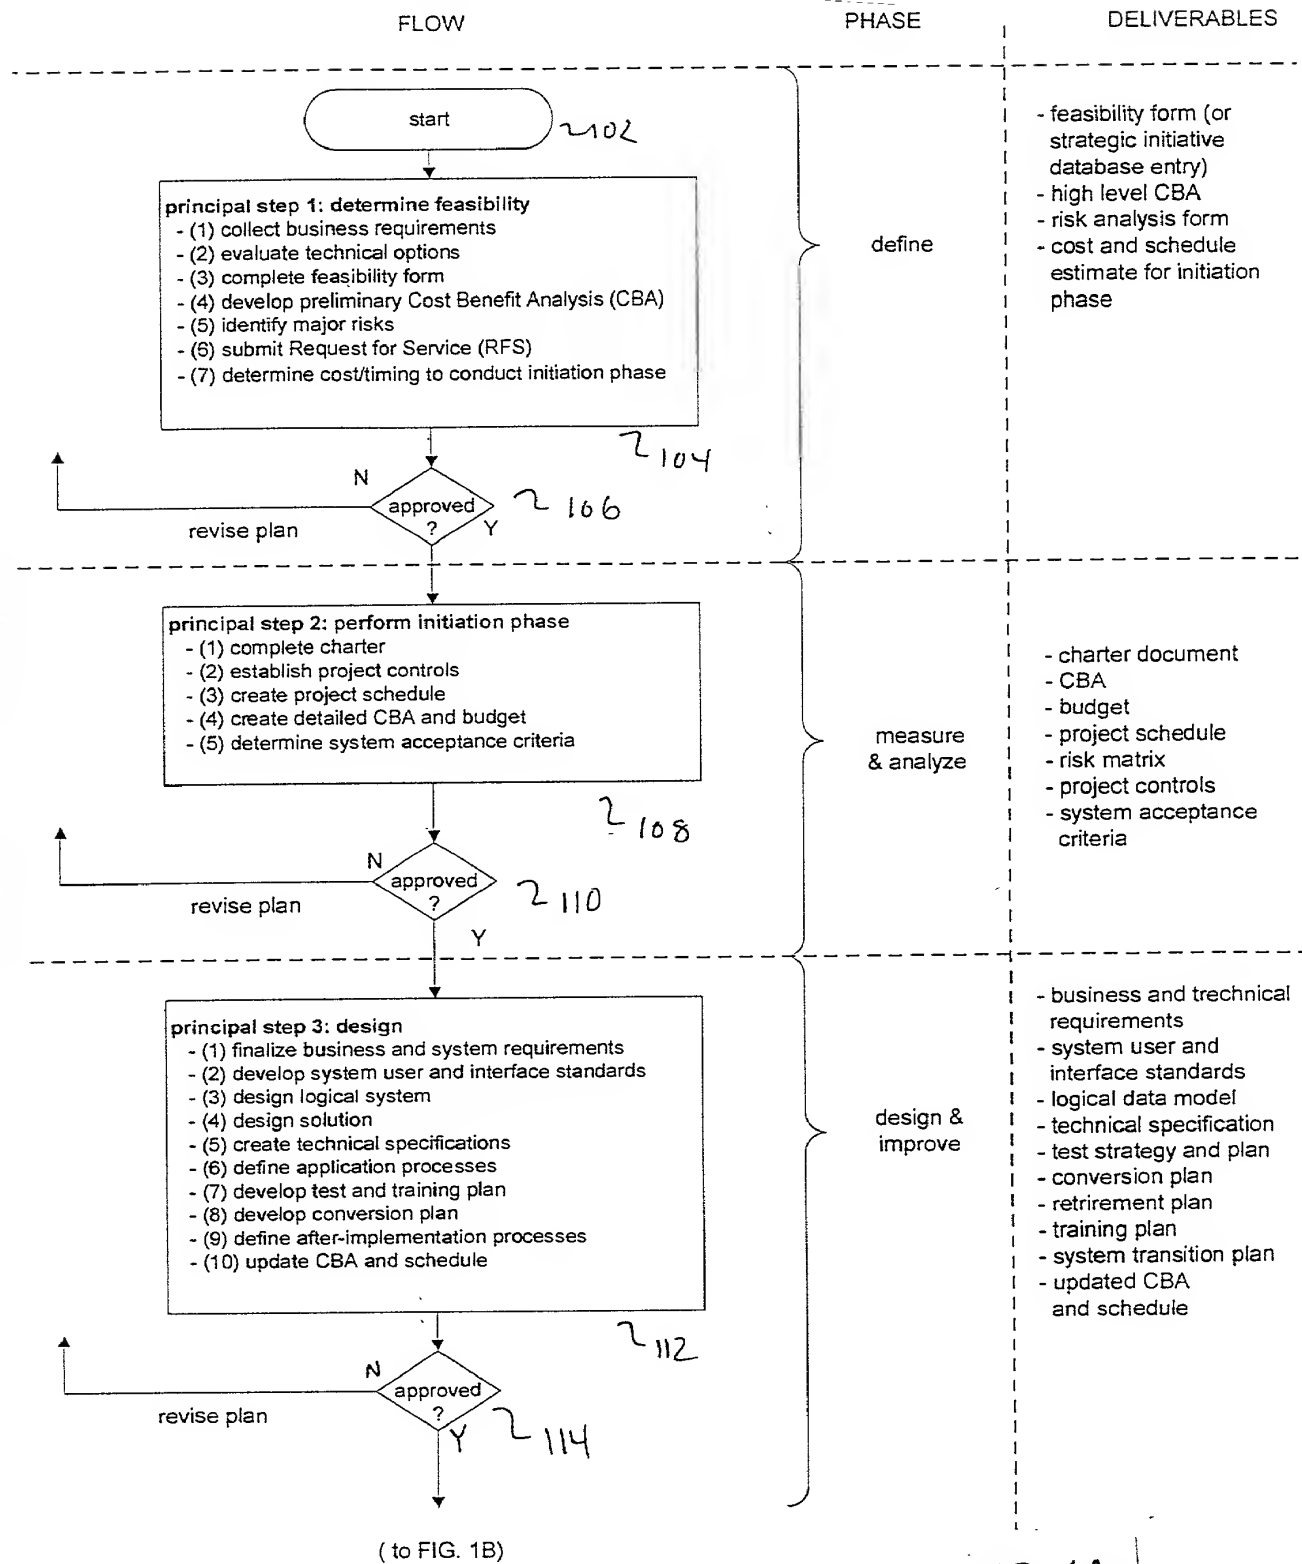 FLOW
PHASE
DELIVERABLES
start
102
principal step 1: determine feasibility
- (1) collect business requirements
- (2) evaluate technical options
- (3) complete feasibility form
- (4) develop preliminary Cost Benefit Analysis (CBA)
- (5) identify major risks
- (6) submit Request for Service (RFS)
- (7) determine cost/timing to conduct initiation phase
104
define
- feasibility form (or
strategic initiative
database entry)
- high level CBA
- risk analysis form
- cost and schedule
estimate for initiation
phase
N
approved
?
Y
106
revise plan
principal step 2: perform initiation phase
- (1) complete charter
- (2) establish project controls
- (3) create project schedule
- (4) create detailed CBA and budget
- (5) determine system acceptance criteria
108
measure
& analyze
- charter document
- CBA
- budget
- project schedule
- risk matrix
- project controls
- system acceptance
criteria
N
approved
?
110
revise plan
Y
principal step 3: design
- (1) finalize business and system requirements
- (2) develop system user and interface standards
- (3) design logical system
- (4) design solution
- (5) create technical specifications
- (6) define application processes
- (7) develop test and training plan
- (8) develop conversion plan
- (9) define after-implementation processes
- (10) update CBA and schedule
112
design &
improve
- business and trechnical
requirements
- system user and
interface standards
- logical data model
- technical specification
- test strategy and plan
- conversion plan
- retrirement plan
- training plan
- system transition plan
- updated CBA
and schedule
N
approved
?
Y
114
revise plan
( to FIG. 1B)